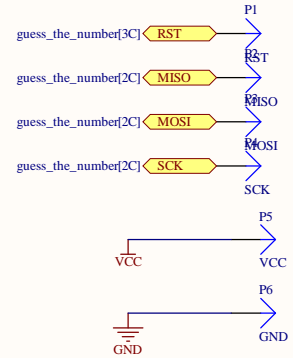 P1
guess_the_number[3C] RST
P2
RST
guess_the_number[2C] MISO
P3
MISO
guess_the_number[2C] MOSI
P4
MOSI
guess_the_number[2C] SCK
SCK
P5
VCC
VCC
P6
GND
GND